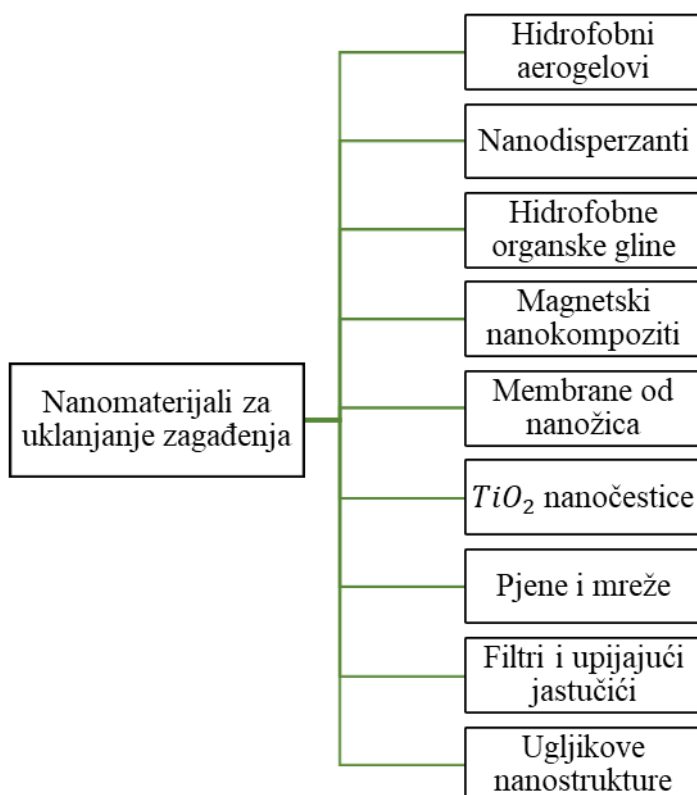 Hidrofobni
aerogelovi
Nanodisperzanti
Hidrofobne
organske gline
Magnetski
nanokompoziti
Nanomaterijali za
uklanjanje zagađenja
Membrane od
nanožica
TiO₂ nanočestice
Pjene i mreže
Filtri i upijajući
jastučići
Ugljikove
nanostrukture